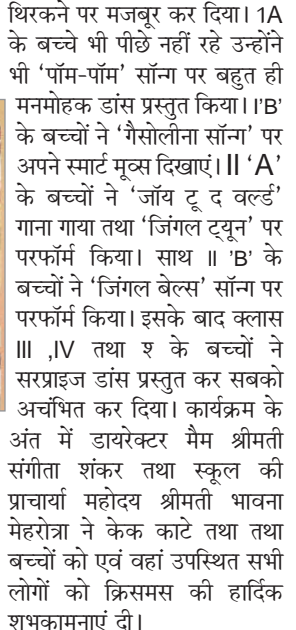 थिरकने पर मजबूर कर दिया। 1A
के बच्चे भी पीछे नहीं रहे उन्होंने
भी ‘पॉम-पॉम’ सॉन्ग पर बहुत ही
मनमोहक डांस प्रस्तुत किया। I’B’
के बच्चों ने ‘गैसोलीना सॉन्ग’ पर
अपने स्मार्ट मूव्स दिखाएं। II ‘A’
के बच्चों ने ‘जॉय टू द वर्ल्ड’
गाना गाया तथा ‘जिंगल ट्यून’ पर
परफॉर्म किया। साथ II ’B’ के
बच्चों ने ‘जिंगल बेल्स’ सॉन्ग पर
परफॉर्म किया। इसके बाद क्लास
III ,IV तथा श् के बच्चों ने
सरप्राइज डांस प्रस्तुत कर सबको
अचंभित कर दिया। कार्यक्रम के
अंत में डायरेक्टर मैम श्रीमती
संगीता शंकर तथा स्कूल की
प्राचार्या महोदय श्रीमती भावना
मेहरोत्रा ने केक काटे तथा तथा
बच्चों को एवं वहां उपस्थित सभी
लोगों को क्रिसमस की हार्दिक
शुभकामनाएं दी।